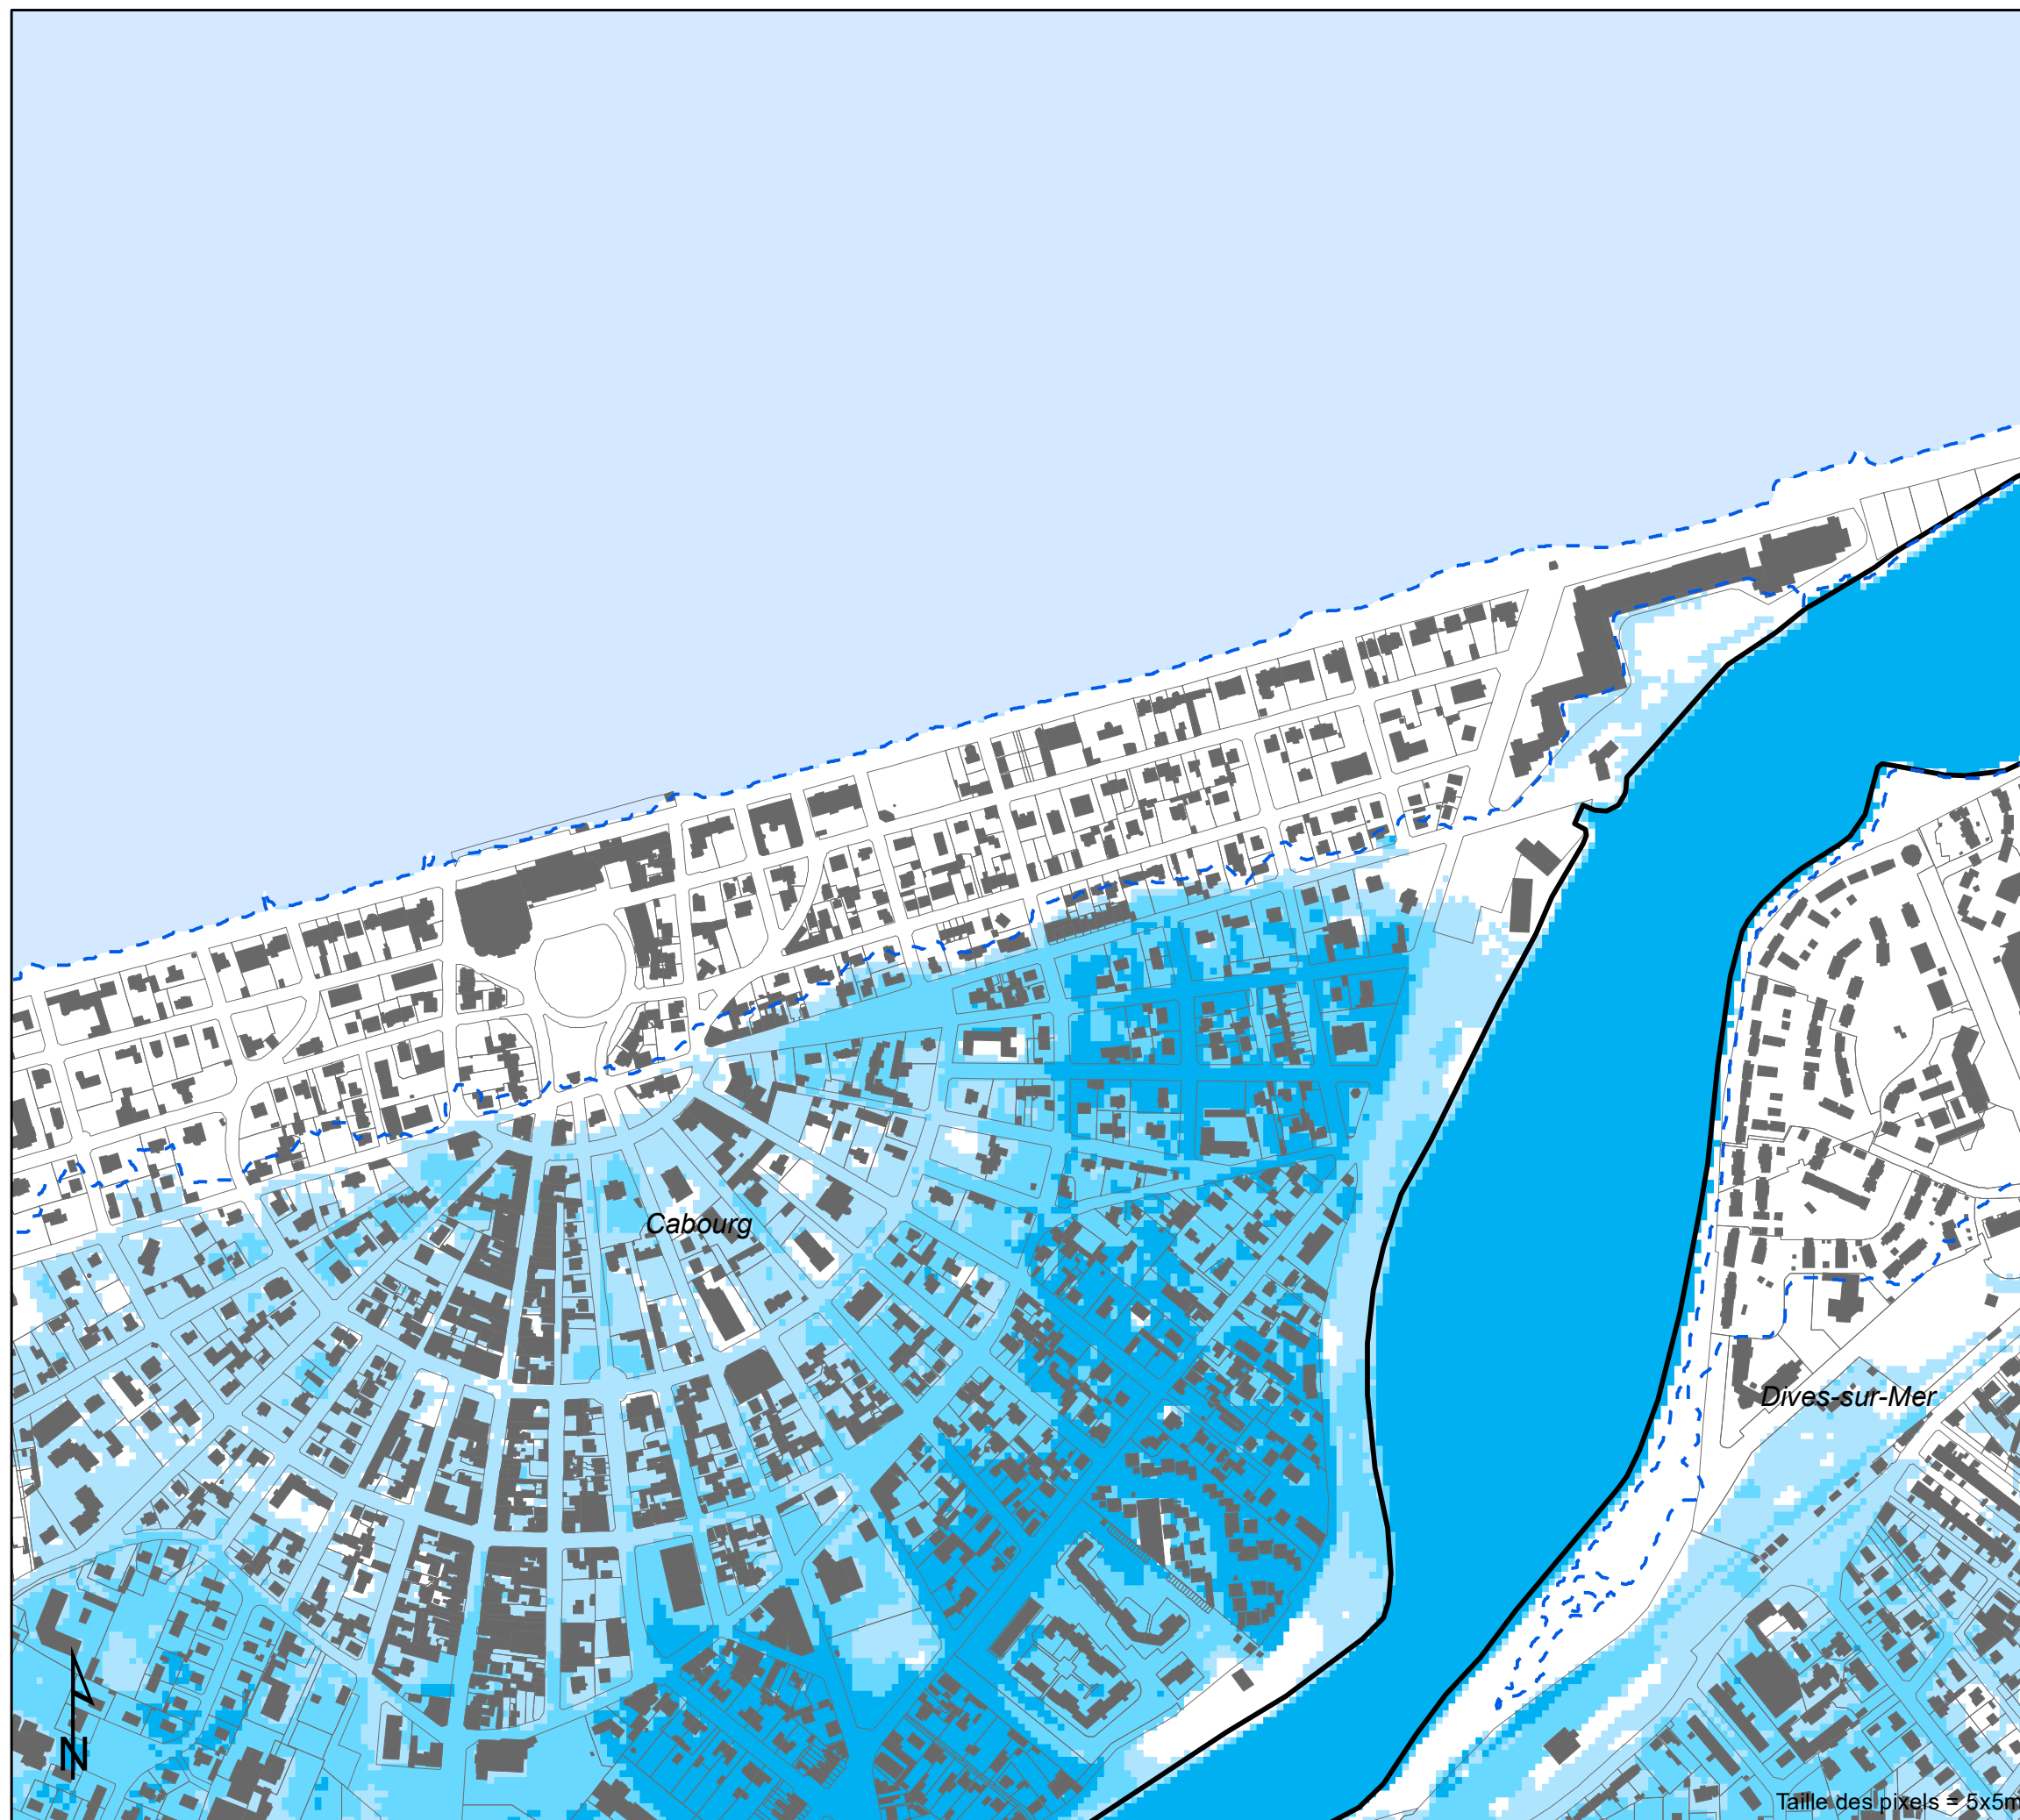 Cabourg
Dives-sur-Mer
N
Taille des pixels = 5x5m